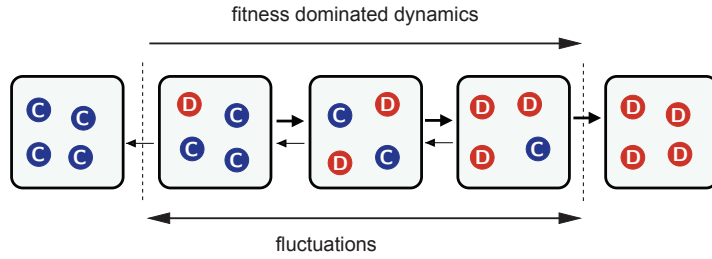 fitness dominated dynamics
C C C C
D C C C
C D D C
D D D C
D D D D
fluctuations